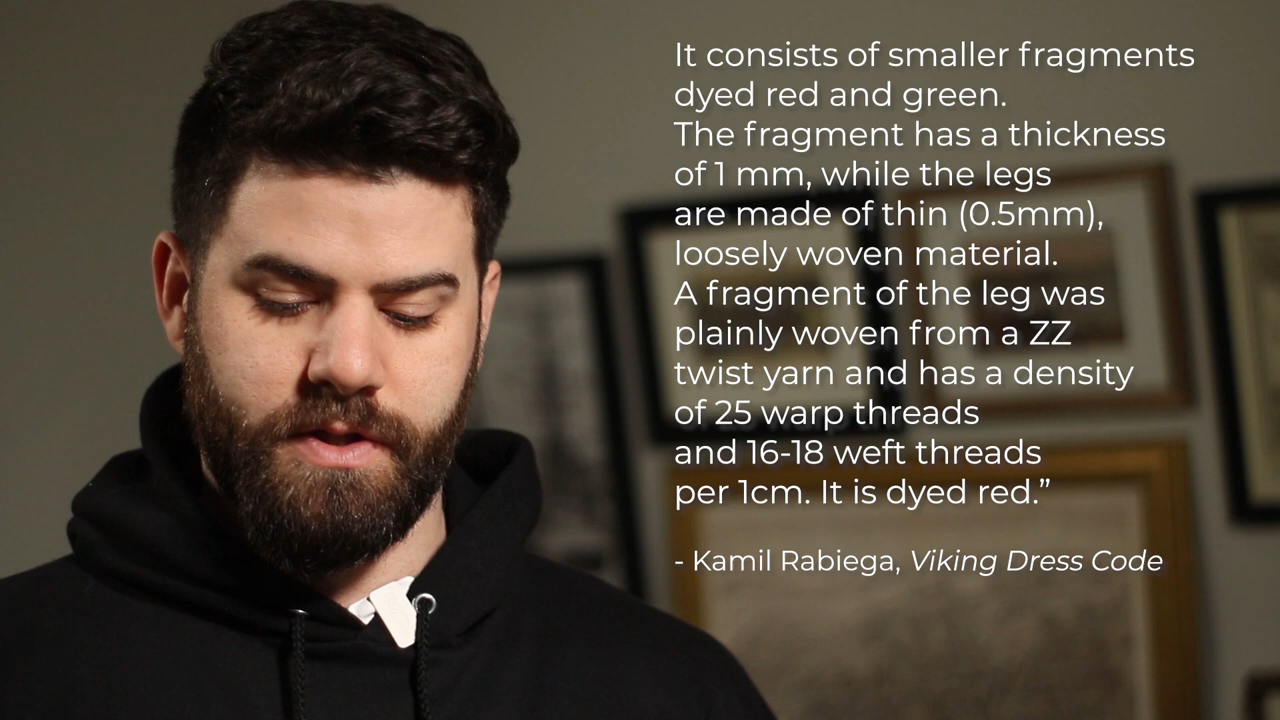 It consists of smaller fragments
dyed red and green.
The fragment has a thickness
of 1 mm, while the legs
are made of thin (0.5mm),
loosely woven material.
A fragment of the leg was
plainly woven from a ZZ
twist yarn and has a density
of 25 warp threads
and 16-18 weft threads
per 1cm. It is dyed red.”
- Kamil Rabiega, Viking Dress Code